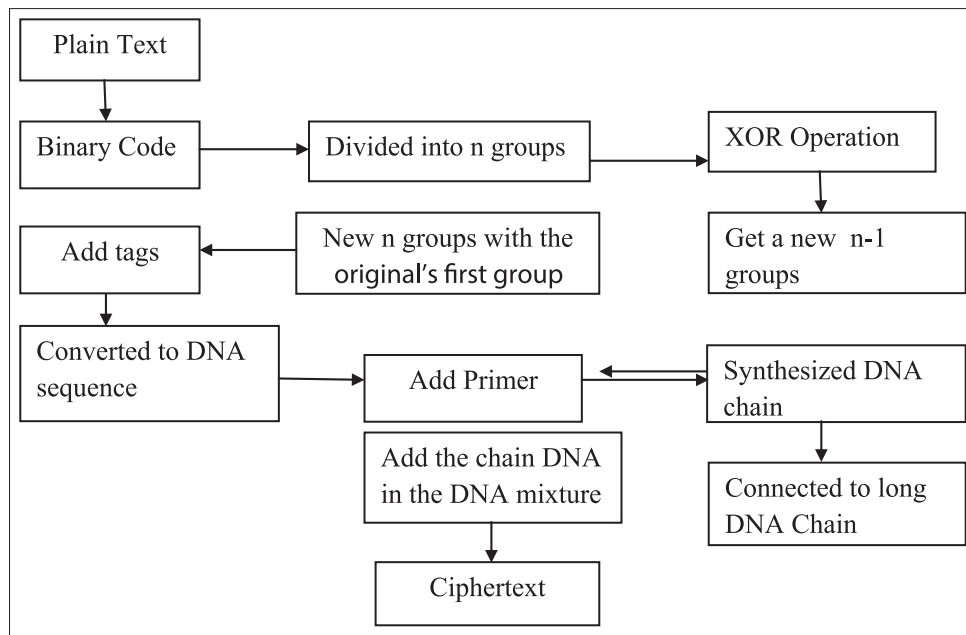 Plain Text
Binary Code
Divided into n groups
XOR Operation
Get a new n-1
groups
New n groups with the
original's first group
Add tags
Converted to DNA
sequence
Add Primer
Synthesized DNA
chain
Connected to long
DNA Chain
Add the chain DNA
in the DNA mixture
Ciphertext